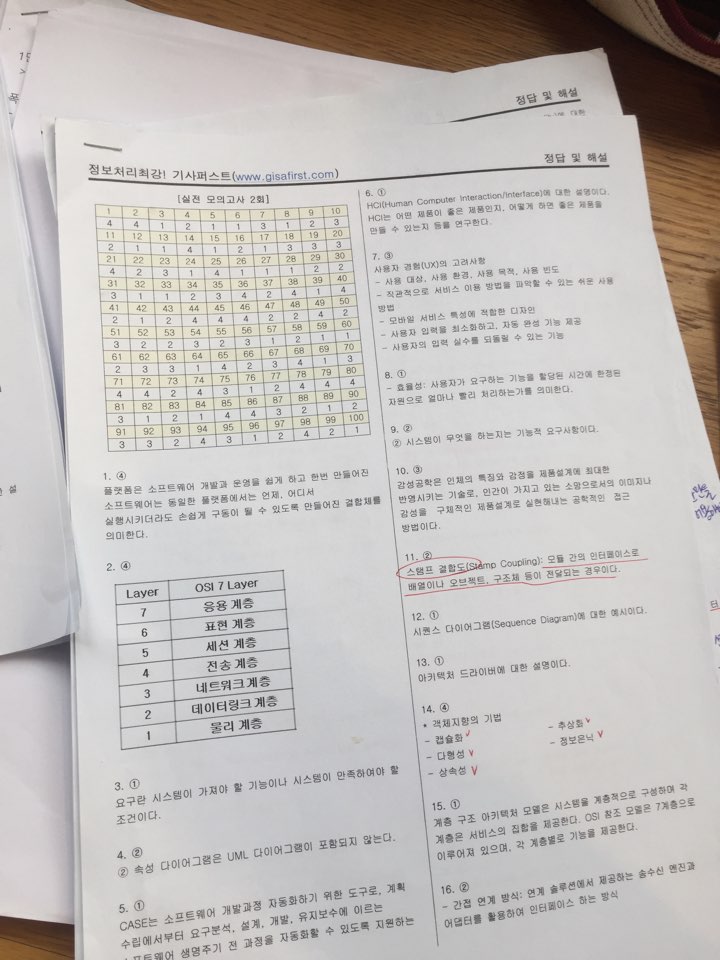 정답 및 해설
정보처리최강! 기사퍼스트(www.gisafirst.com)
정답 및 해설
[실전 모의고사 2회]
1 2 3 4 5 6 7 8 9 10
4 4 1 2 1 1 3 1 2 3
11 12 13 14 15 16 17 18 19 20
2 1 1 4 1 2 1 3 3 3
21 22 23 24 25 26 27 28 29 30
4 2 3 1 4 1 1 1 2 2
31 32 33 34 35 36 37 38 39 40
3 1 1 2 3 4 2 4 1 4
41 42 43 44 45 46 47 48 49 50
2 1 2 4 4 4 2 2 4 2
51 52 53 54 55 56 57 58 59 60
3 2 2 3 2 3 1 2 1 1
61 62 63 64 65 66 67 68 69 70
2 3 3 1 4 2 3 4 1 3
71 72 73 74 75 76 77 78 79 80
4 4 2 4 3 1 2 4 4 4
81 82 83 84 85 86 87 88 89 90
3 1 2 1 4 4 3 2 1 2
91 92 93 94 95 96 97 98 99 100
3 3 2 4 3 1 2 4 2 1
1. ④
플랫폼은 소프트웨어 개발과 운영을 쉽게 하고 한번 만들어진
소프트웨어는 동일한 플랫폼에서는 언제, 어디서
실행시키더라도 손쉽게 구동이 될 수 있도록 만들어진 결합체를
의미한다.
2. ④
Layer OSI 7 Layer
7 응용 계층
6 표현 계층
5 세션 계층
4 전송 계층
3 네트워크 계층
2 데이터링크 계층
1 물리 계층
3. ①
요구란 시스템이 가져야 할 기능이나 시스템이 만족하여야 할
조건이다.
4. ②
② 속성 다이어그램은 UML 다이어그램이 포함되지 않는다.
5. ①
CASE는 소프트웨어 개발과정 자동화하기 위한 도구로, 계획
수립에서부터 요구분석, 설계, 개발, 유지보수에 이르는
소프트웨어 생명주기 전 과정을 자동화할 수 있도록 지원하는
6. ①
HCI(Human Computer Interaction/Interface)에 대한 설명이다.
HCI는 어떤 제품이 좋은 제품인지, 어떻게 하면 좋은 제품을
만들 수 있는지 등을 연구한다.
7. ③
사용자 경험(UX)의 고려사항
- 사용 대상, 사용 환경, 사용 목적, 사용 빈도
- 직관적으로 서비스 이용 방법을 파악할 수 있는 쉬운 사용
방법
- 모바일 서비스 특성에 적합한 디자인
- 사용자 입력을 최소화하고, 자동 완성 기능 제공
- 사용자의 입력 실수를 되돌릴 수 있는 기능
8. ①
- 효율성: 사용자가 요구하는 기능을 할당된 시간에 한정된
자원으로 얼마나 빨리 처리하는가를 의미한다.
9. ②
② 시스템이 무엇을 하는지는 기능적 요구사항이다.
10. ③
감성공학은 인체의 특징과 감정을 제품설계에 최대한
반영시키는 기술로, 인간이 가지고 있는 소망으로서의 이미지나
감성을 구체적인 제품설계로 실현해내는 공학적인 접근
방법이다.
11. ②
스탬프 결합도(Stamp Coupling): 모듈 간의 인터페이스로
배열이나 오브젝트, 구조체 등이 전달되는 경우이다.
12. ①
시퀀스 다이어그램(Sequence Diagram)에 대한 예시이다.
13. ①
아키텍처 드라이버에 대한 설명이다.
14. ④
* 객체지향의 기법
- 캡슐화 - 추상화
- 다형성 - 정보은닉
- 상속성
15. ①
계층 구조 아키텍처 모델은 시스템을 계층적으로 구성하며 각
계층은 서비스의 집합을 제공한다. OSI 참조 모델은 7계층으로
이루어져 있으며, 각 계층별로 기능을 제공한다.
16. ②
- 간접 연계 방식: 연계 솔루션에서 제공하는 송수신 엔진과
어댑터를 활용하여 인터페이스 하는 방식